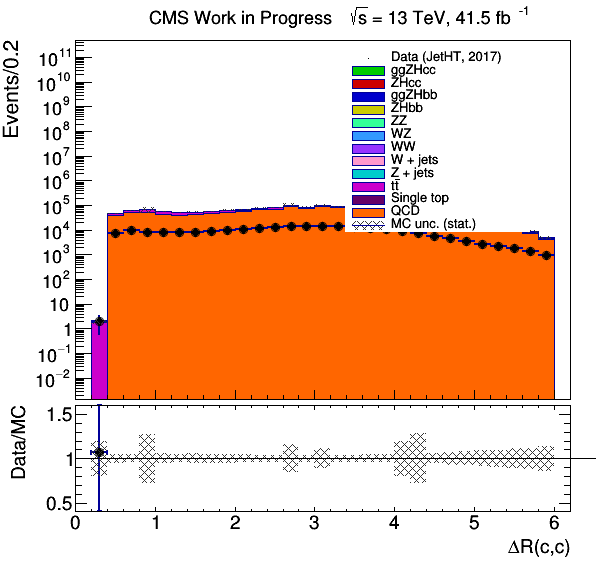 CMS Work in Progress √s = 13 TeV, 41.5 fb⁻¹
Events/0.2
10¹¹
10¹⁰
10⁹
10⁸
10⁷
10⁶
10⁵
10⁴
10³
10²
10
1
10⁻¹
10⁻²
Data (JetHT, 2017)
ggZHcc
ZHcc
ggZHbb
ZHbb
ZZ
WZ
WW
W + jets
Z + jets
tt̄
Single top
QCD
MC unc. (stat.)
Data/MC
1.5
1
0.5
0 1 2 3 4 5 6
ΔR(c,c)